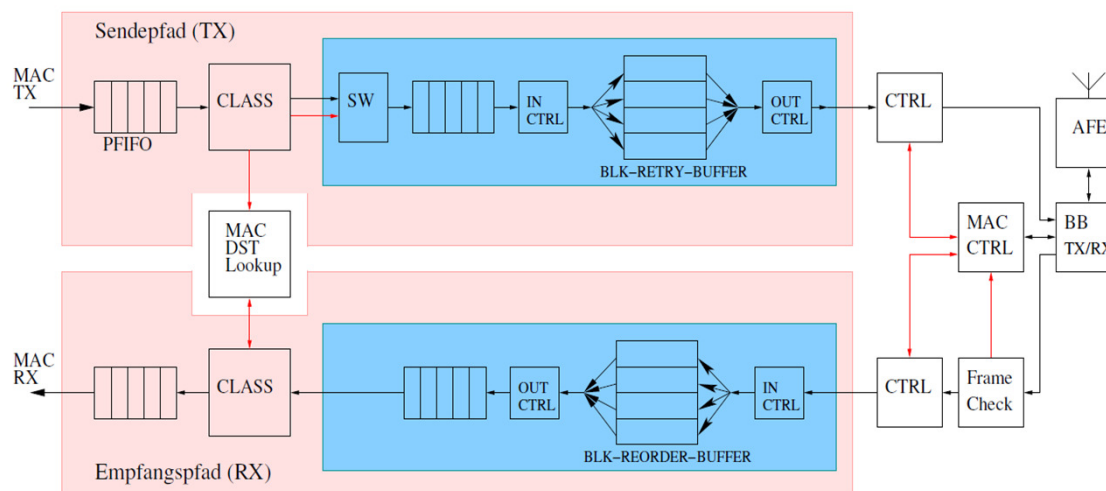 Sendepfad (TX)
MAC
TX
PFIFO
CLASS
SW
IN
CTRL
BLK-RETRY-BUFFER
OUT
CTRL
CTRL
AFE
MAC
DST
Lookup
MAC
CTRL
BB
TX/RX
MAC
RX
CLASS
OUT
CTRL
BLK-REORDER-BUFFER
IN
CTRL
CTRL
Frame
Check
Empfangspfad (RX)